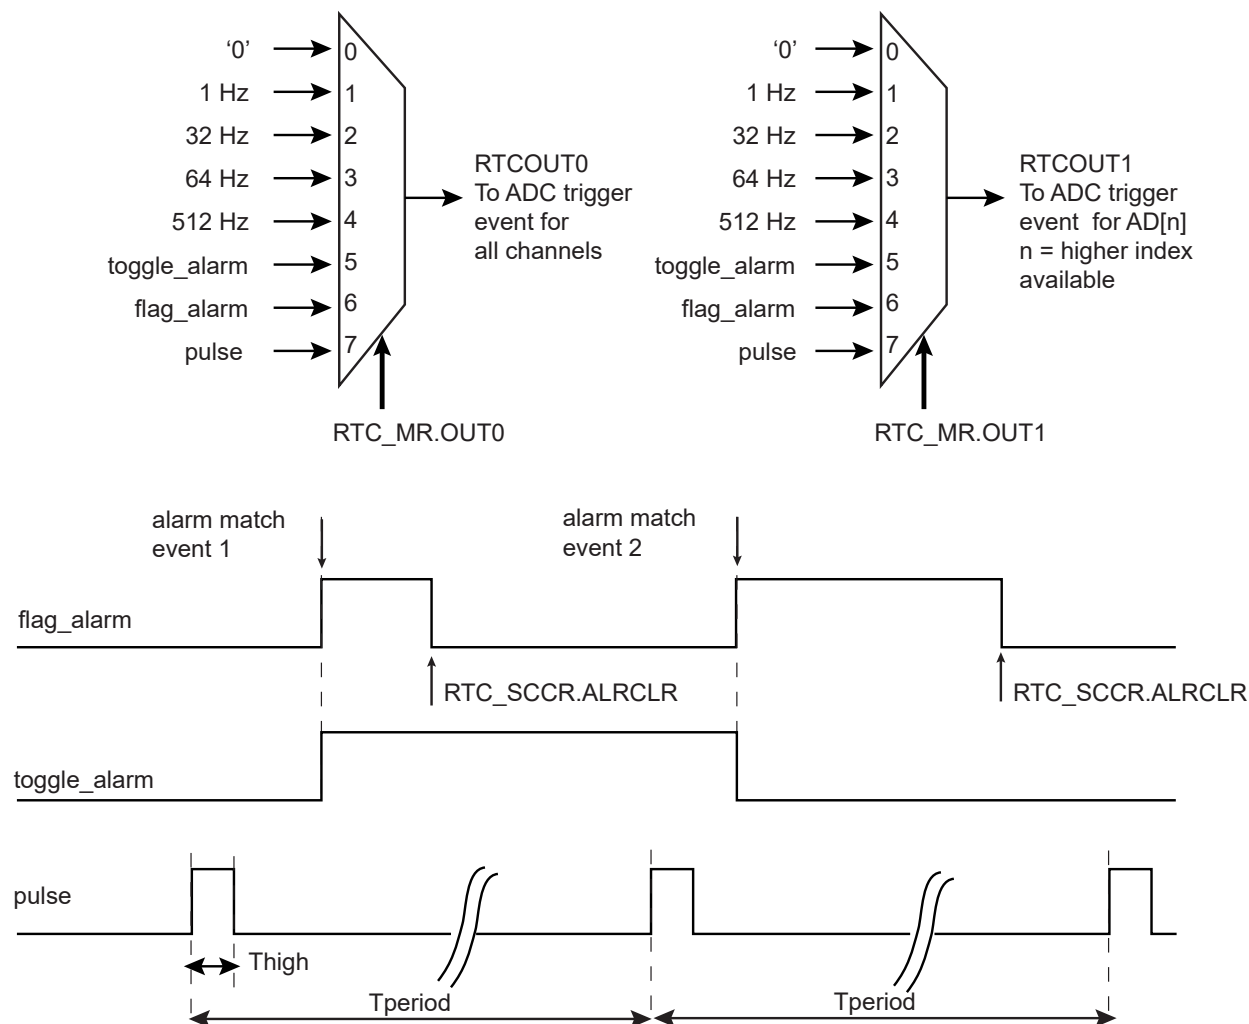 ‘0’
1 Hz
32 Hz
64 Hz
512 Hz
toggle_alarm
flag_alarm
pulse
0
1
2
3
4
5
6
7
RTCOUT0
To ADC trigger
event for
all channels
RTC_MR.OUT0
‘0’
1 Hz
32 Hz
64 Hz
512 Hz
toggle_alarm
flag_alarm
pulse
0
1
2
3
4
5
6
7
RTCOUT1
To ADC trigger
event for AD[n]
n = higher index
available
RTC_MR.OUT1
alarm match
event 1
alarm match
event 2
flag_alarm
RTC_SCCR.ALRCLR
RTC_SCCR.ALRCLR
toggle_alarm
pulse
Thigh
Tperiod
Tperiod